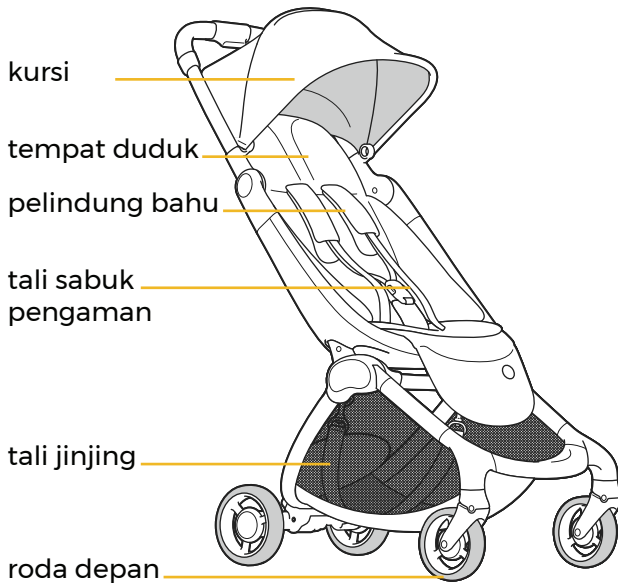 kursi
tempat duduk
pelindung bahu
tali sabuk
pengaman
tali jinjing
roda depan